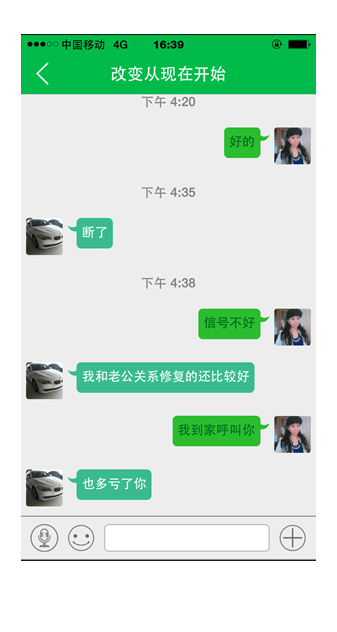 中国移动 4G 16:39
改变从现在开始
下午 4:20
好的
下午 4:35
断了
下午 4:38
信号不好
我和老公关系修复的还比较好
我到家呼叫你
也多亏了你